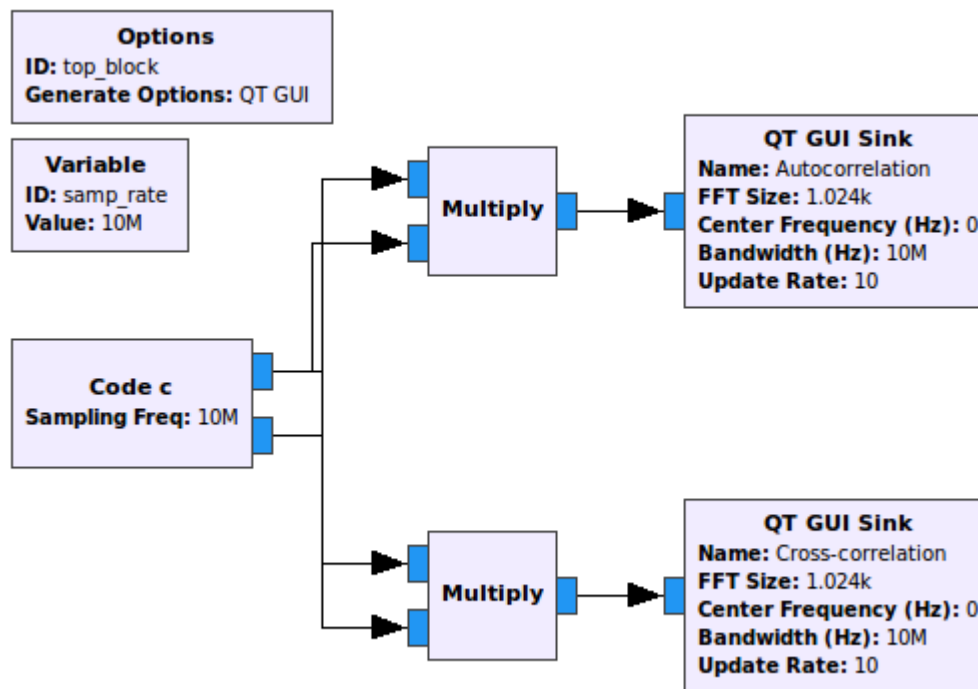 Options
ID: top_block
Generate Options: QT GUI
Variable
ID: samp_rate
Value: 10M
Code c
Sampling Freq: 10M
Multiply
QT GUI Sink
Name: Autocorrelation
FFT Size: 1.024k
Center Frequency (Hz): 0
Bandwidth (Hz): 10M
Update Rate: 10
Multiply
QT GUI Sink
Name: Cross-correlation
FFT Size: 1.024k
Center Frequency (Hz): 0
Bandwidth (Hz): 10M
Update Rate: 10